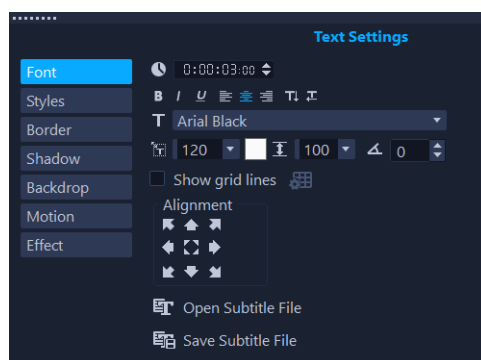 Text Settings
Font
0:00:03:00
Styles
B I U
Border
T Arial Black
Shadow
120 100 0
Backdrop
Show grid lines
Motion
Alignment
Effect
Open Subtitle File
Save Subtitle File